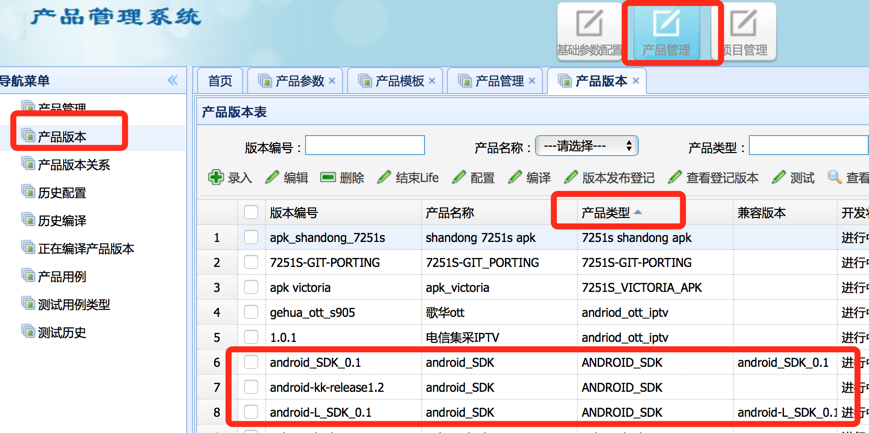 产品管理系统
基础参数配置 产品管理 项目管理
导航菜单
产品管理
产品版本
产品版本关系
历史配置
历史编译
正在编译产品版本
产品用例
测试用例类型
测试历史
首页 产品参数 产品模板 产品管理 产品版本
产品版本表
版本编号： 产品名称： ---请选择--- 产品类型：
录入 编辑 删除 结束Life 配置 编译 版本发布登记 查看登记版本 测试 查看
版本编号 产品名称 产品类型 兼容版本 开发状
1 apk_shandong_7251s shandong 7251s apk 7251s shandong apk 进行中
2 7251S-GIT-PORTING 7251S-GIT_PORTING 7251S-GIT-PORTING 进行中
3 apk victoria apk_victoria 7251S_VICTORIA_APK 进行中
4 gehua_ott_s905 歌华ott andriod_ott_iptv 进行中
5 1.0.1 电信集采IPTV andriod_ott_iptv 进行中
6 android_SDK_0.1 android_SDK ANDROID_SDK android_SDK_0.1 进行中
7 android-kk-release1.2 android_SDK ANDROID_SDK 进行中
8 android-L_SDK_0.1 android_SDK ANDROID_SDK android-L_SDK_0.1 进行中